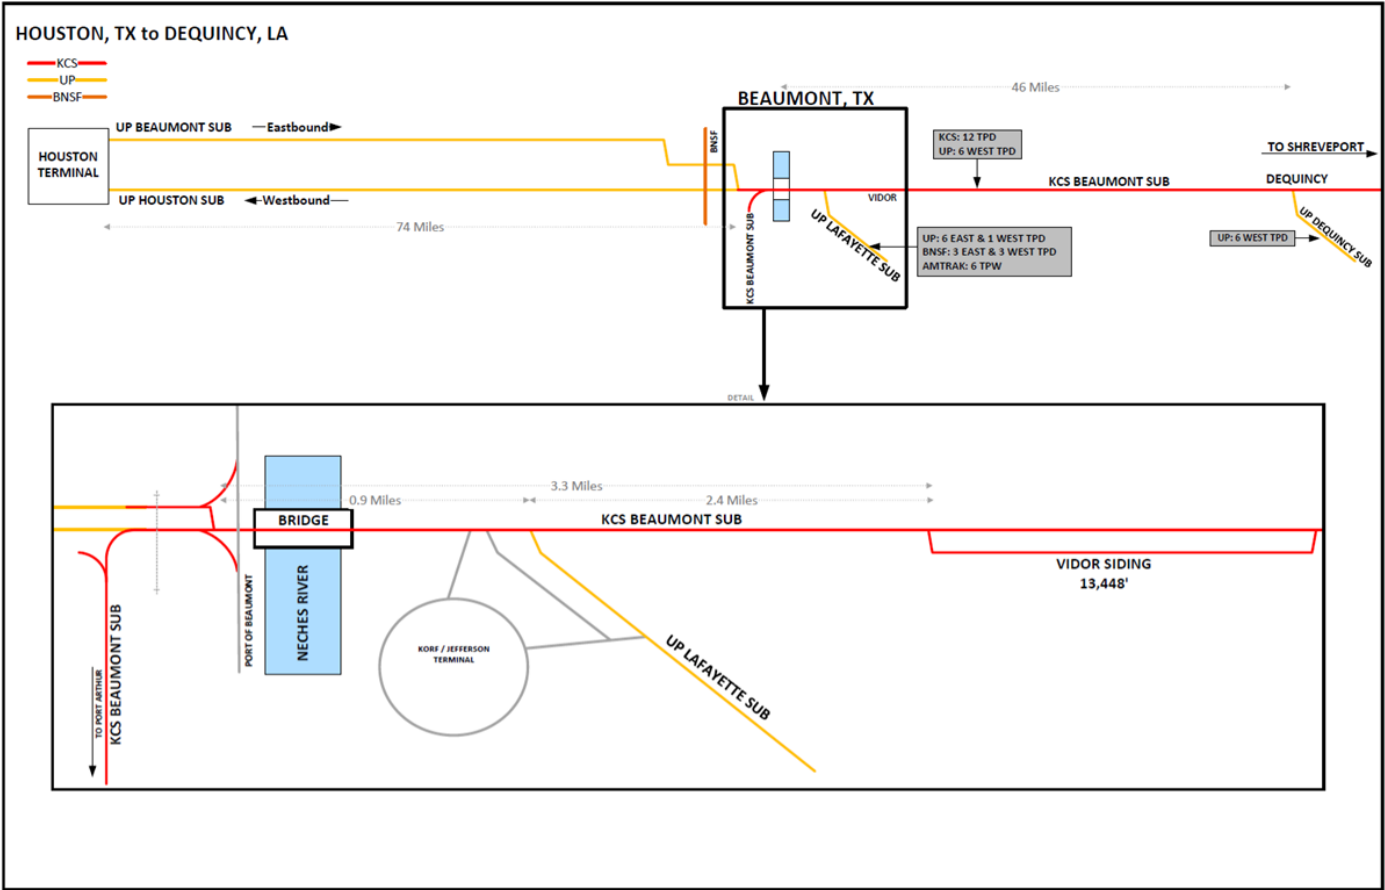 HOUSTON, TX to DEQUINCY, LA
KCS
UP
BNSF
46 Miles
BEAUMONT, TX
UP BEAUMONT SUB
Eastbound
BNSF
KCS: 12 TPD
UP: 6 WEST TPD
TO SHREVEPORT
HOUSTON
TERMINAL
KCS BEAUMONT SUB
DEQUINCY
UP HOUSTON SUB
Westbound
VIDOR
74 Miles
KCS BEAUMONT SUB
UP LAFAYETTE SUB
UP: 6 EAST & 1 WEST TPD
BNSF: 3 EAST & 3 WEST TPD
AMTRAK: 6 TPW
UP: 6 WEST TPD
UP DEQUINCY SUB
DETAIL
3.3 Miles
0.9 Miles
2.4 Miles
BRIDGE
KCS BEAUMONT SUB
VIDOR SIDING
13,448'
PORT OF BEAUMONT
NECHES RIVER
KCS BEAUMONT SUB
TO PORT ARTHUR
KORF / JEFFERSON
TERMINAL
UP LAFAYETTE SUB